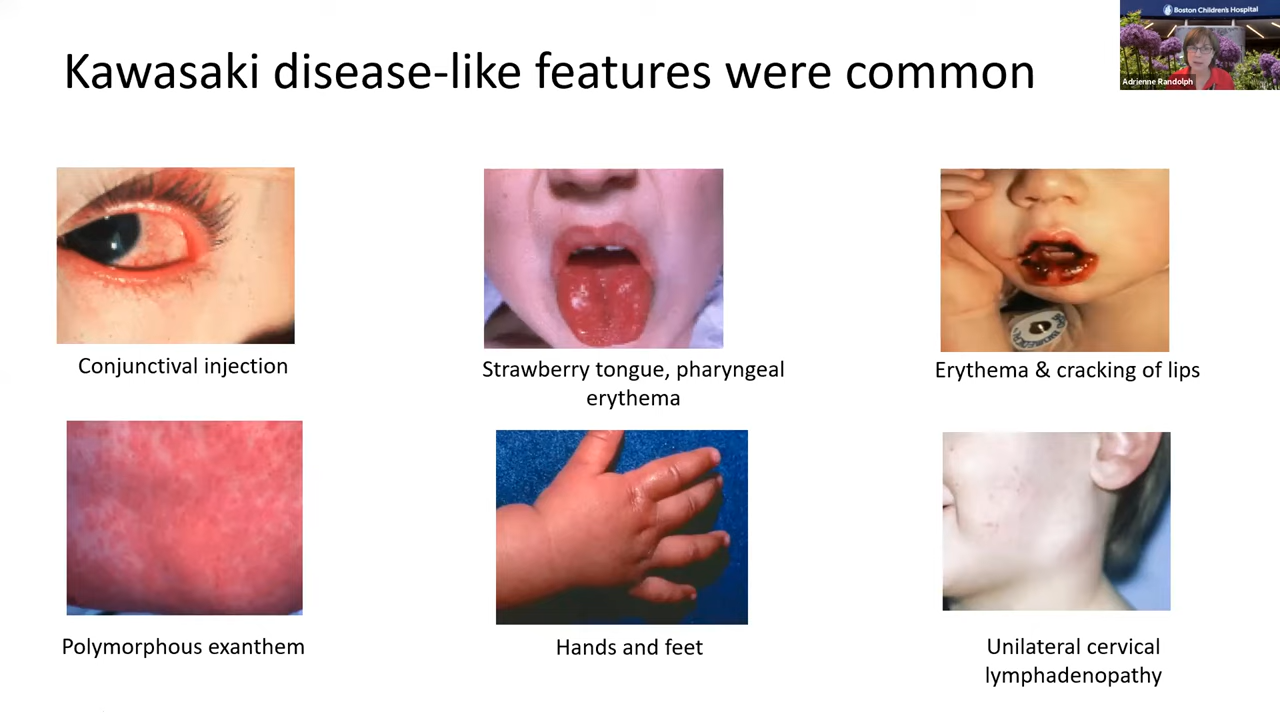 Kawasaki disease-like features were common
Boston Children's Hospital
Adrienne Randolph
Conjunctival injection
Strawberry tongue, pharyngeal
erythema
Erythema & cracking of lips
Polymorphous exanthem
Hands and feet
Unilateral cervical
lymphadenopathy